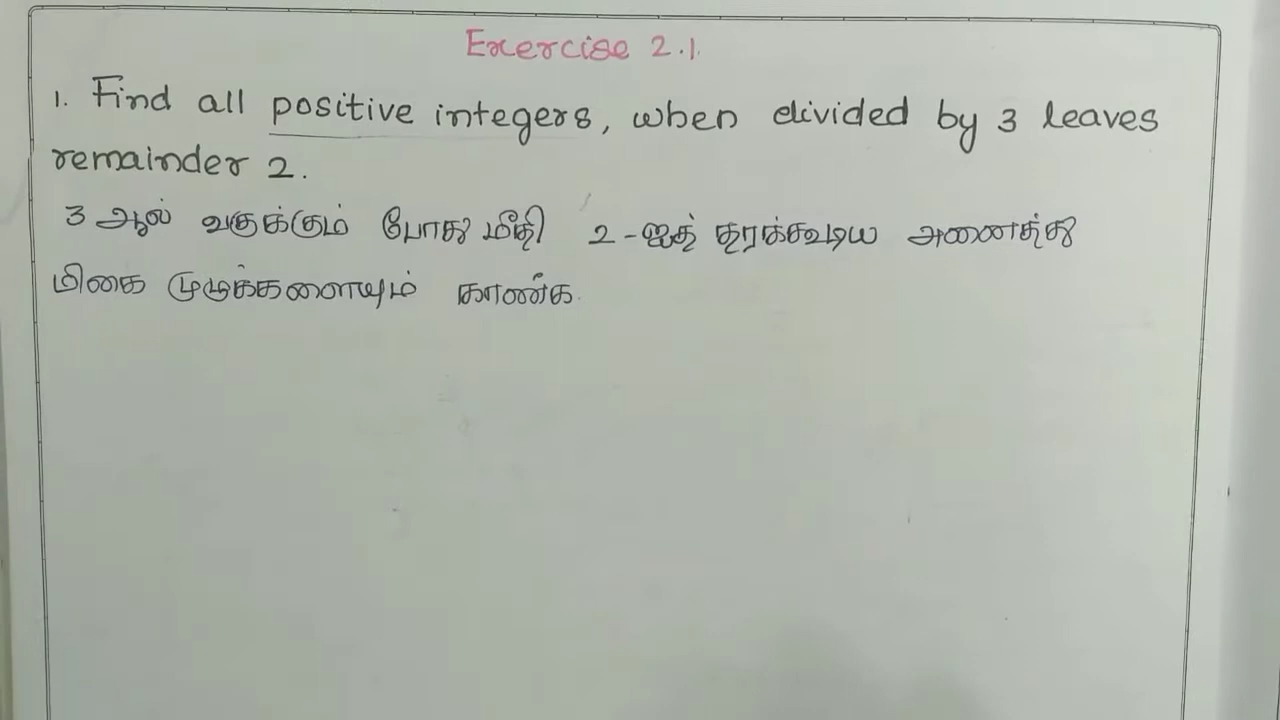 Exercise 2.1.
1. Find all positive integers, when divided by 3 leaves
remainder 2.
3 ஆல் வகுக்கும் போது மீதி 2-ஐத் தரக்கூடிய அனைத்து
மிகை முழுக்களையும் காண்க.